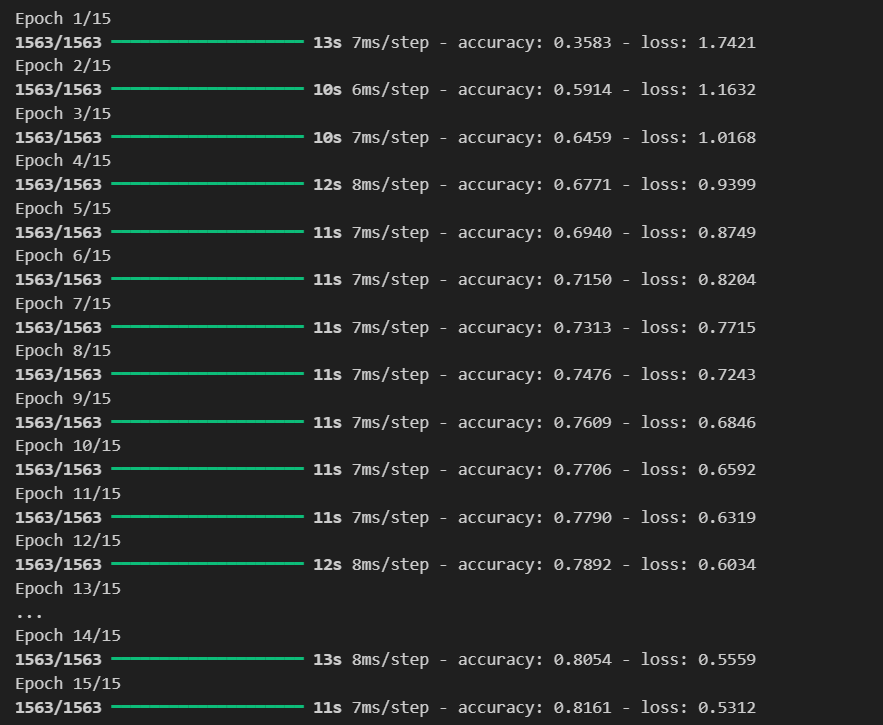 Epoch 1/15
1563/1563 ━━━━━━━━━━━━━━━━━━━━ 13s 7ms/step - accuracy: 0.3583 - loss: 1.7421
Epoch 2/15
1563/1563 ━━━━━━━━━━━━━━━━━━━━ 10s 6ms/step - accuracy: 0.5914 - loss: 1.1632
Epoch 3/15
1563/1563 ━━━━━━━━━━━━━━━━━━━━ 10s 7ms/step - accuracy: 0.6459 - loss: 1.0168
Epoch 4/15
1563/1563 ━━━━━━━━━━━━━━━━━━━━ 12s 8ms/step - accuracy: 0.6771 - loss: 0.9399
Epoch 5/15
1563/1563 ━━━━━━━━━━━━━━━━━━━━ 11s 7ms/step - accuracy: 0.6940 - loss: 0.8749
Epoch 6/15
1563/1563 ━━━━━━━━━━━━━━━━━━━━ 11s 7ms/step - accuracy: 0.7150 - loss: 0.8204
Epoch 7/15
1563/1563 ━━━━━━━━━━━━━━━━━━━━ 11s 7ms/step - accuracy: 0.7313 - loss: 0.7715
Epoch 8/15
1563/1563 ━━━━━━━━━━━━━━━━━━━━ 11s 7ms/step - accuracy: 0.7476 - loss: 0.7243
Epoch 9/15
1563/1563 ━━━━━━━━━━━━━━━━━━━━ 11s 7ms/step - accuracy: 0.7609 - loss: 0.6846
Epoch 10/15
1563/1563 ━━━━━━━━━━━━━━━━━━━━ 11s 7ms/step - accuracy: 0.7706 - loss: 0.6592
Epoch 11/15
1563/1563 ━━━━━━━━━━━━━━━━━━━━ 11s 7ms/step - accuracy: 0.7790 - loss: 0.6319
Epoch 12/15
1563/1563 ━━━━━━━━━━━━━━━━━━━━ 12s 8ms/step - accuracy: 0.7892 - loss: 0.6034
Epoch 13/15
...
Epoch 14/15
1563/1563 ━━━━━━━━━━━━━━━━━━━━ 13s 8ms/step - accuracy: 0.8054 - loss: 0.5559
Epoch 15/15
1563/1563 ━━━━━━━━━━━━━━━━━━━━ 11s 7ms/step - accuracy: 0.8161 - loss: 0.5312